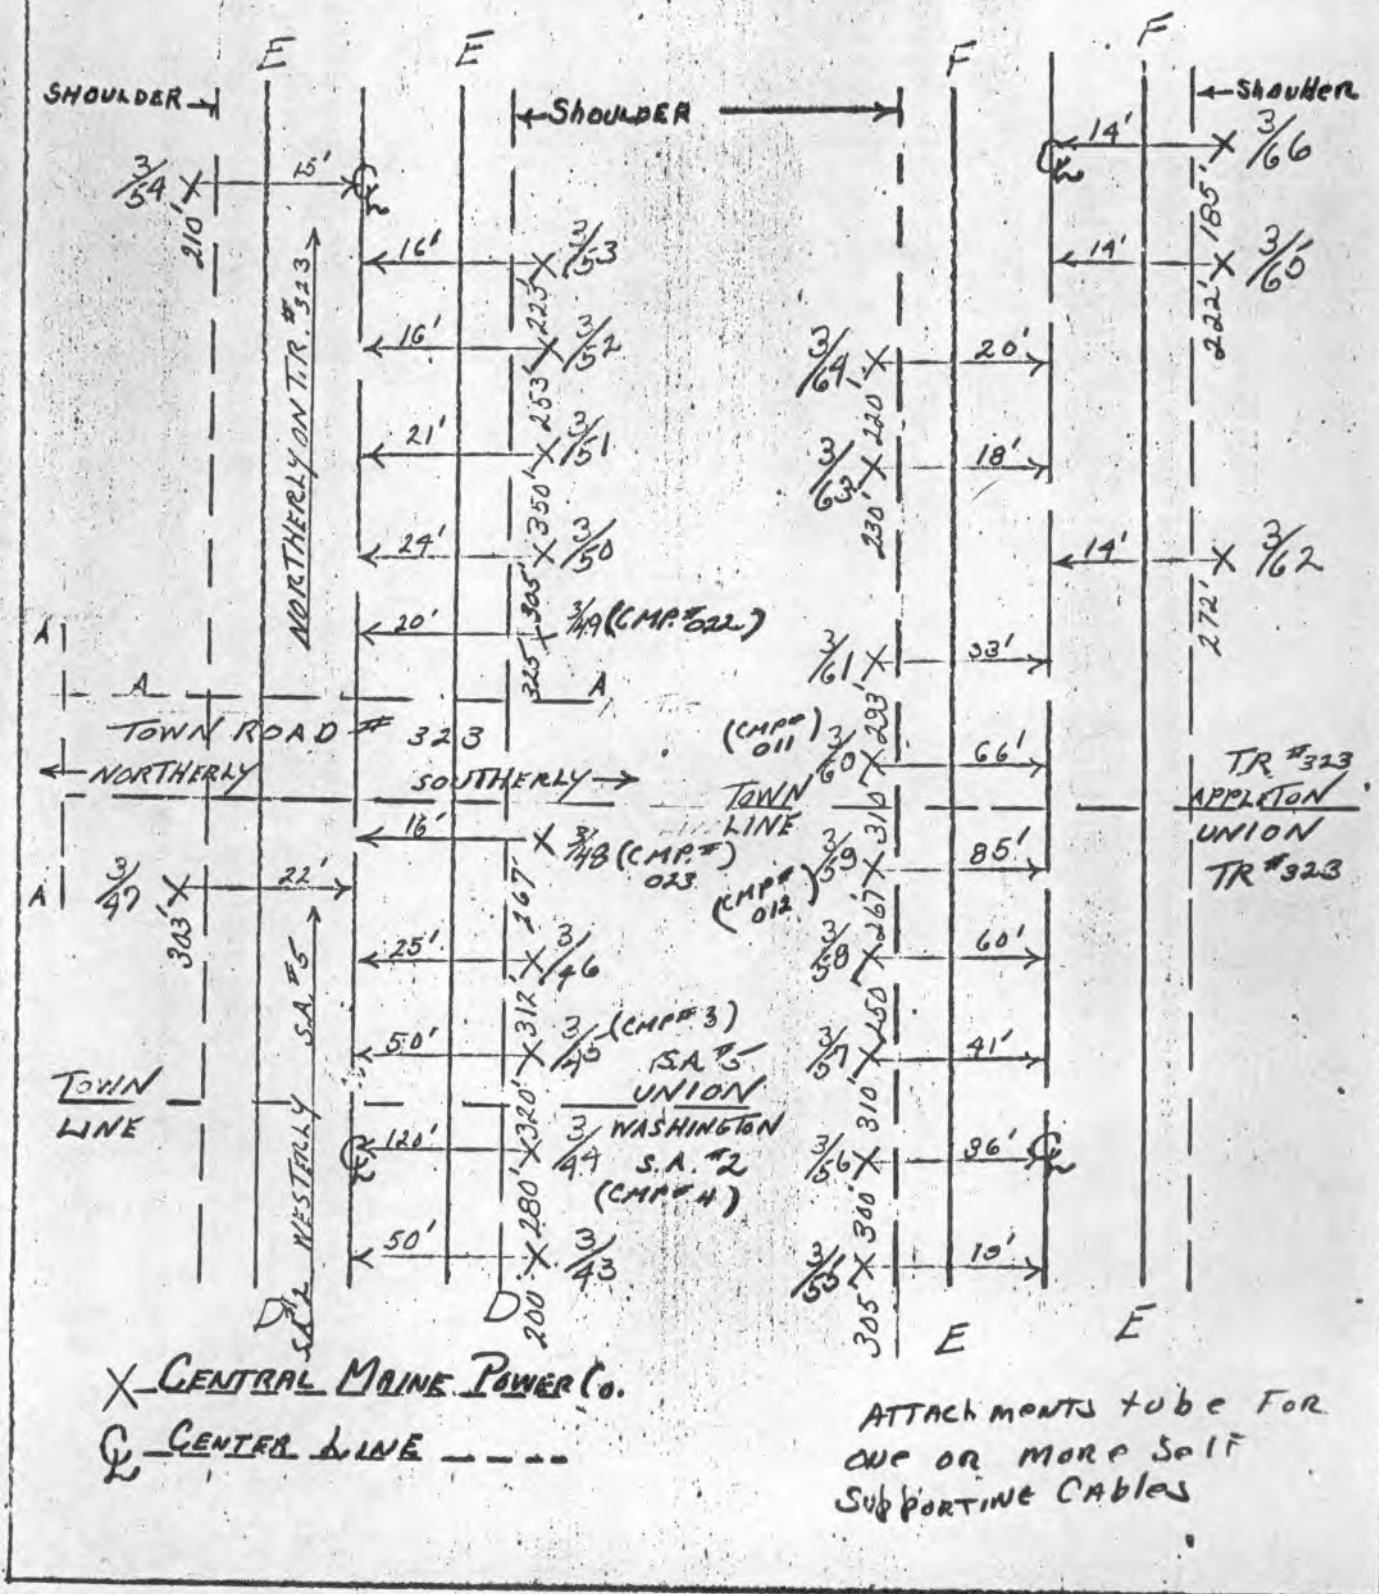 E E F F
SHOULDER
SHOULDER
SHOULDER
3/54 15' ℄
210'
NORTHERLY ON T.R. #323
16' 3/53
223'
16' 3/52
253'
21' 3/51
350'
24' 3/50
305'
20' 3/49 (CMP. #022)
325'
A
A A
TOWN ROAD # 323
NORTHERLY SOUTHERLY
16' 3/48 (CMP. #)
023
A 3/47 22'
303'
267'
25' 3/46
312'
50' 3/45 (CMP # 3)
S.A. #5
UNION
TOWN
LINE
320'
WASHINGTON
℄ 120' 3/44 S.A. #2
(CMP # 4)
280'
50' 3/43
200'
S.A. #2 WESTERLY S.A. #5
D D
14' 3/66
℄
185'
14' 3/65
222'
3/64 20'
220'
3/63 18'
230'
14' 3/62
272'
3/61 33'
293'
(CMP #
011) 3/60 66'
TOWN
LINE
310'
T.R. #323
APPLETON
UNION
TR #323
3/59 85'
(CMP #
012)
267'
3/58 60'
3/57 41'
310'
3/56 36' ℄
300'
3/55
305'
E E
X CENTRAL MAINE POWER Co.
℄ CENTER LINE ----
ATTACHMENTS to be FOR
one or more Self
SUPPORTINE CAbles